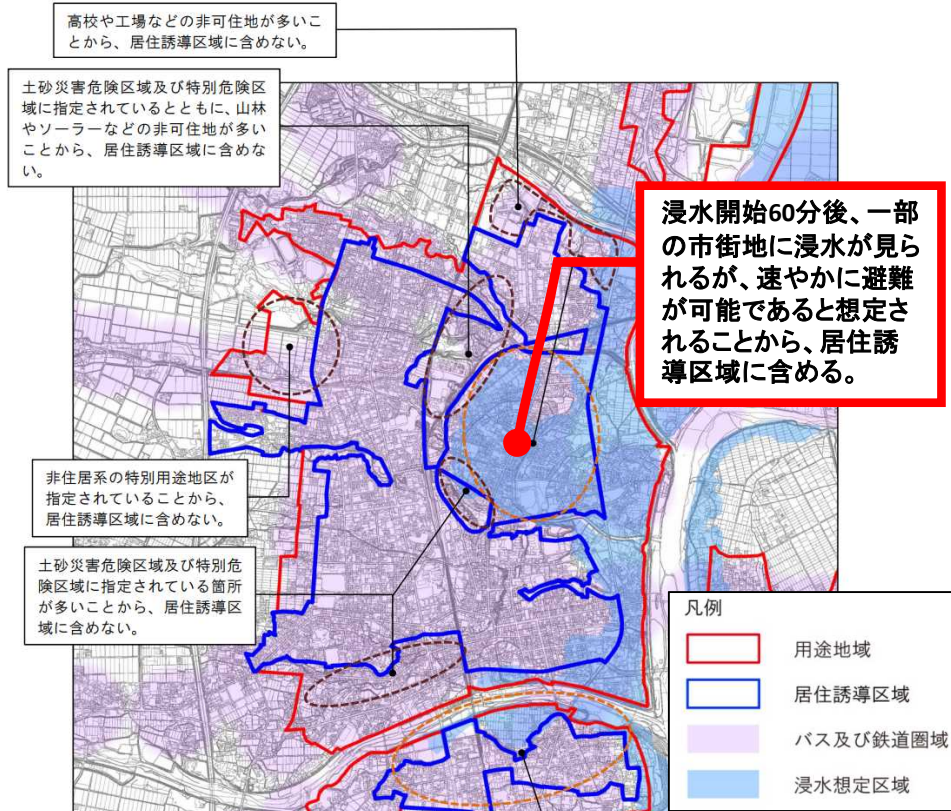 高校や工場などの非可住地が多いこ
とから、居住誘導区域に含めない。
土砂災害危険区域及び特別危険区
域に指定されているとともに、山林
やソーラーなどの非可住地が多い
ことから、居住誘導区域に含めな
い。
浸水開始60分後、一部
の市街地に浸水が見ら
れるが、速やかに避難
が可能であると想定さ
れることから、居住誘
導区域に含める。
非住居系の特別用途地区が
指定されていることから、
居住誘導区域に含めない。
土砂災害危険区域及び特別危
険区域に指定されている箇所
が多いことから、居住誘導区
域に含めない。
凡例
用途地域
居住誘導区域
バス及び鉄道圏域
浸水想定区域